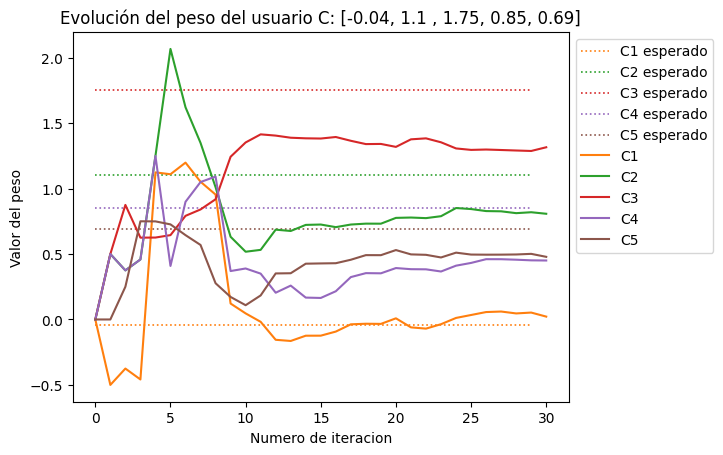 Evolución del peso del usuario C: [-0.04, 1.1 , 1.75, 0.85, 0.69]
Valor del peso
2.0
1.5
1.0
0.5
0.0
−0.5
0
5
10
15
20
25
30
Numero de iteracion
C1 esperado
C2 esperado
C3 esperado
C4 esperado
C5 esperado
C1
C2
C3
C4
C5